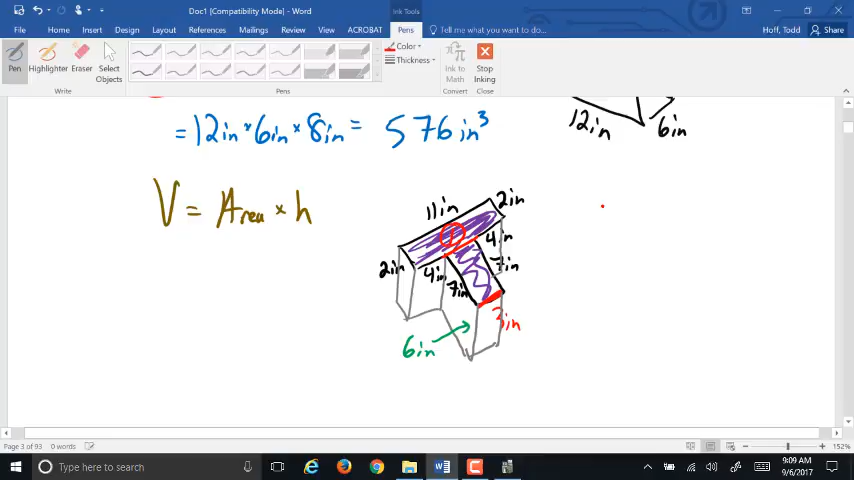 Doc1 [Compatibility Mode] - Word
Ink Tools
File Home Insert Design Layout References Mailings Review View ACROBAT Pens Tell me what you want to do... Hoff, Todd Share
Pen Highlighter Eraser Select Objects
Color
Thickness
Ink to Math
Stop Inking
Write Pens Convert Close
12in 6in
=12in × 6in × 8in = 576in³
V = Area × h
11in 2in
1
2in 4in 7in 4in 7in
3in
6in
Page 3 of 93 0 words 152%
Type here to search
9:09 AM
9/6/2017